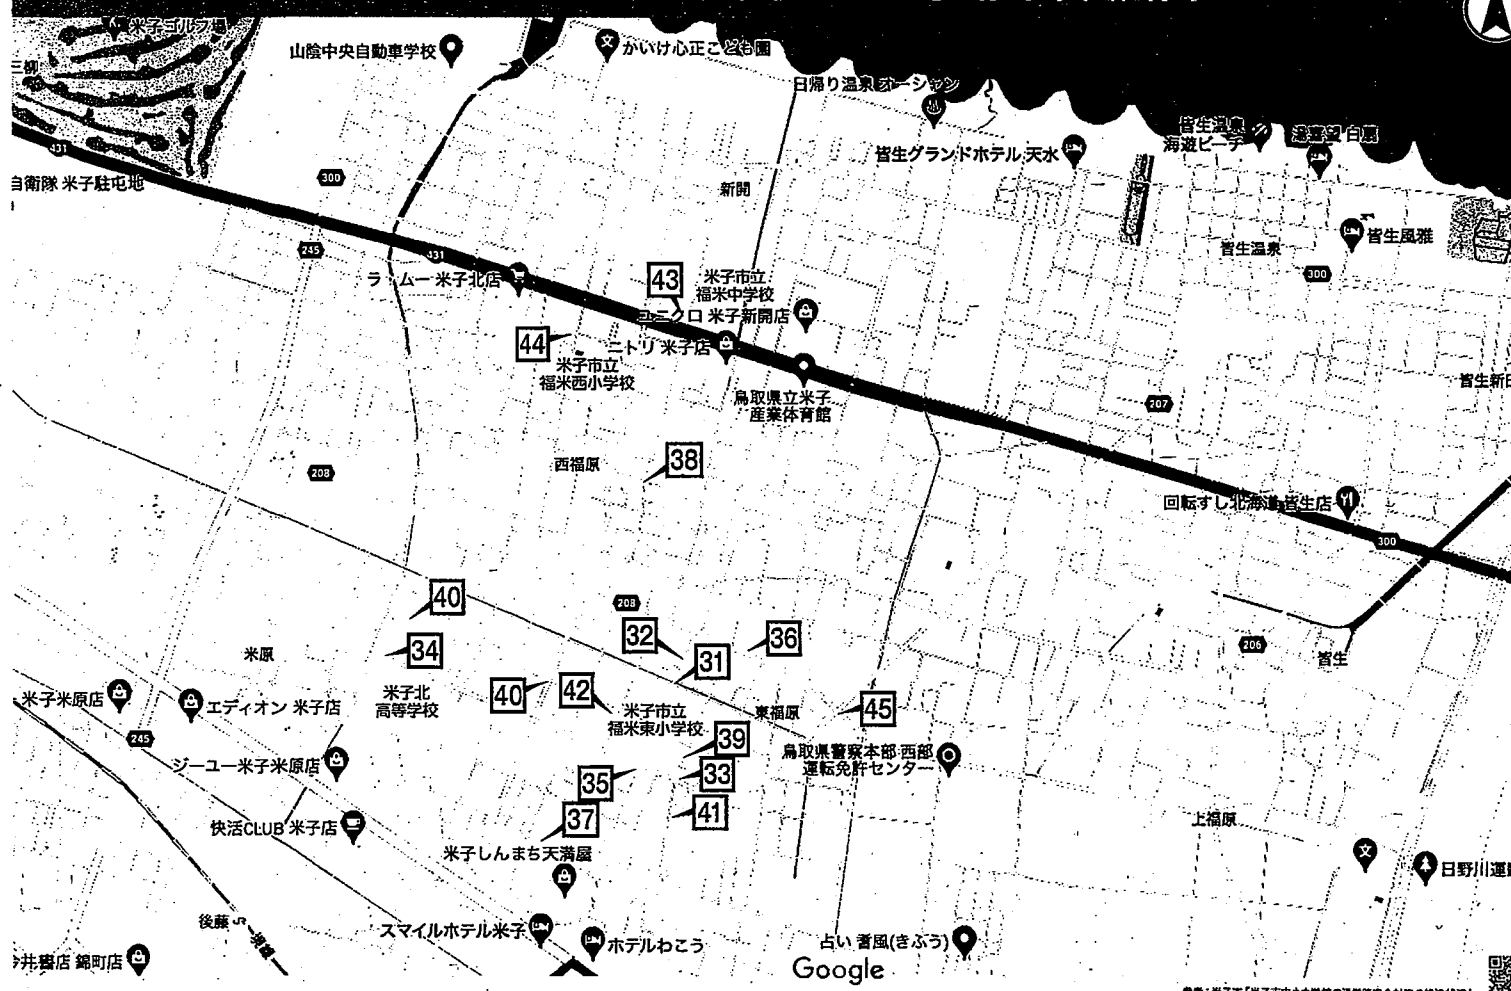 米子ゴルフ場
山陰中央自動車学校
かいけ心正こども園
三柳
日帰り温泉 オーシャン
皆生グランドホテル 天水
皆生温泉
海遊ビーチ
湯喜望 白扇
431
自衛隊 米子駐屯地
300
新開
245
431
ラ・ムー 米子北店
43
米子市立
福米中学校
ユニクロ 米子新開店
皆生温泉
皆生風雅
300
44
ニトリ 米子店
米子市立
福米西小学校
鳥取県立米子
産業体育館
207
西福原
38
208
回転すし北海道 皆生店
300
40
208
32
36
31
34
米原
206
皆生
米子米原店
エディオン 米子店
米子北
高等学校
40
42
米子市立
福米東小学校
東福原
45
245
39
鳥取県警察本部 西部
運転免許センター
ジーユー米子米原店
35
33
37
41
快活CLUB 米子店
米子しんまち天満屋
上福原
後藤
スマイルホテル米子
ホテルわこう
占い 蓍風(きふう)
今井書店 錦町店
Google